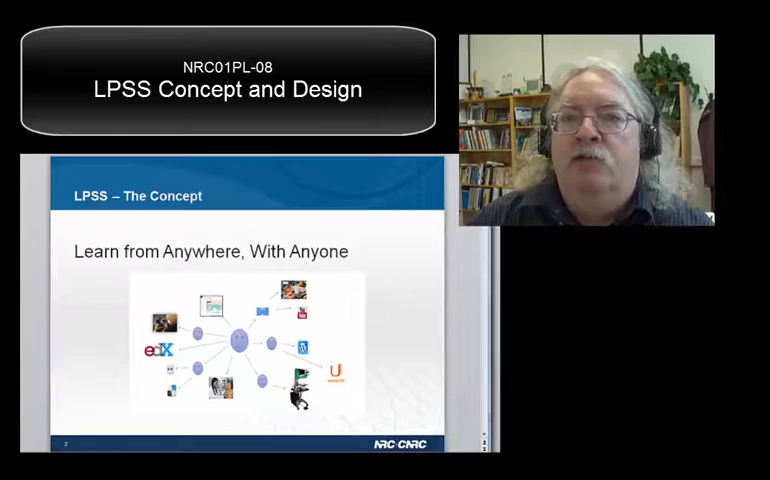 NRC01PL-08
LPSS Concept and Design
LPSS – The Concept
Learn from Anywhere, With Anyone
edX
NRC·CNRC